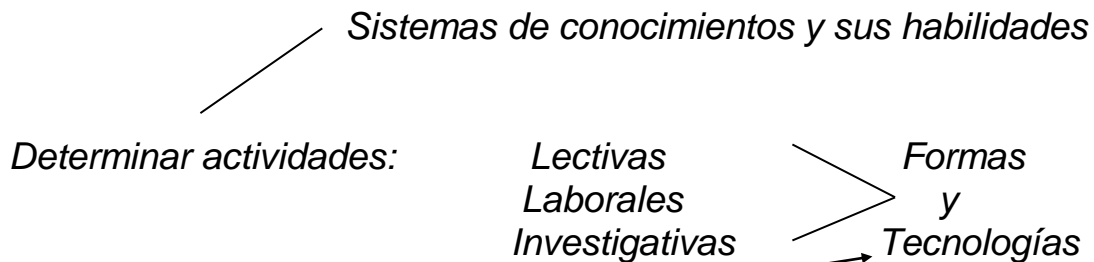 Sistemas de conocimientos y sus habilidades
Determinar actividades: Lectivas Formas
Laborales y
Investigativas Tecnologías